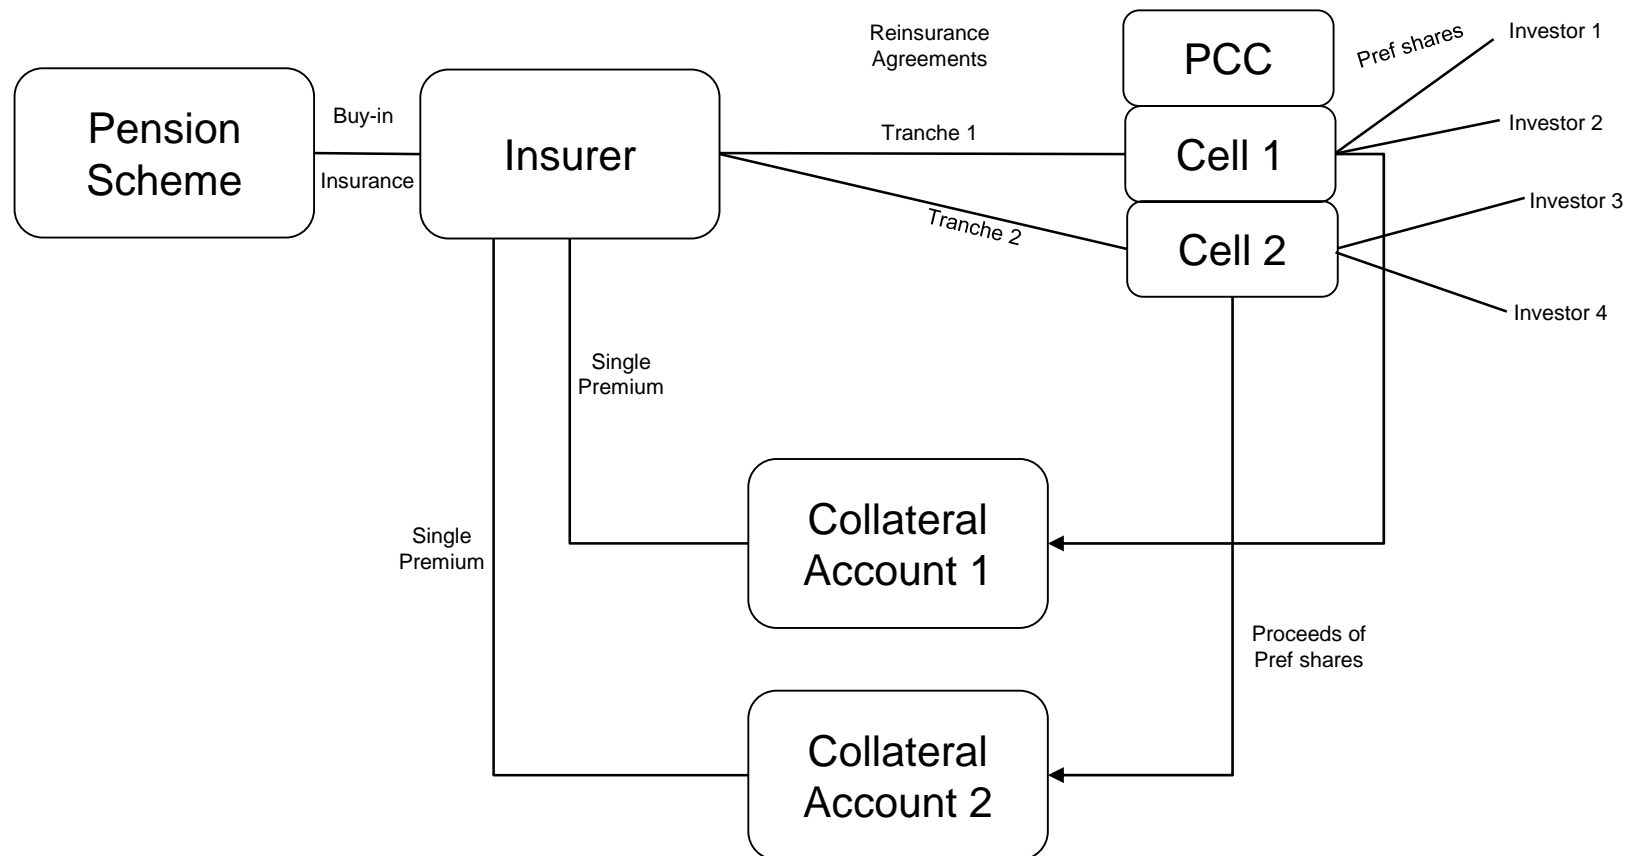 Reinsurance
Agreements
PCC
Pref shares
Investor 1
Pension
Scheme
Buy-in
Insurance
Insurer
Tranche 1
Cell 1
Investor 2
Tranche 2
Cell 2
Investor 3
Investor 4
Single
Premium
Collateral
Account 1
Single
Premium
Proceeds of
Pref shares
Collateral
Account 2